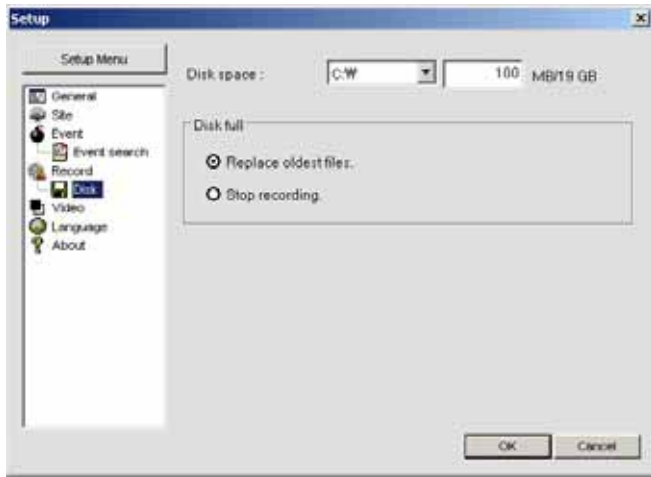 Setup
Setup Menu
General
Site
Event
Event search
Record
Disk
Video
Language
About
Disk space :
C:₩
100
MB/19 GB
Disk full
Replace oldest files.
Stop recording.
OK
Cancel